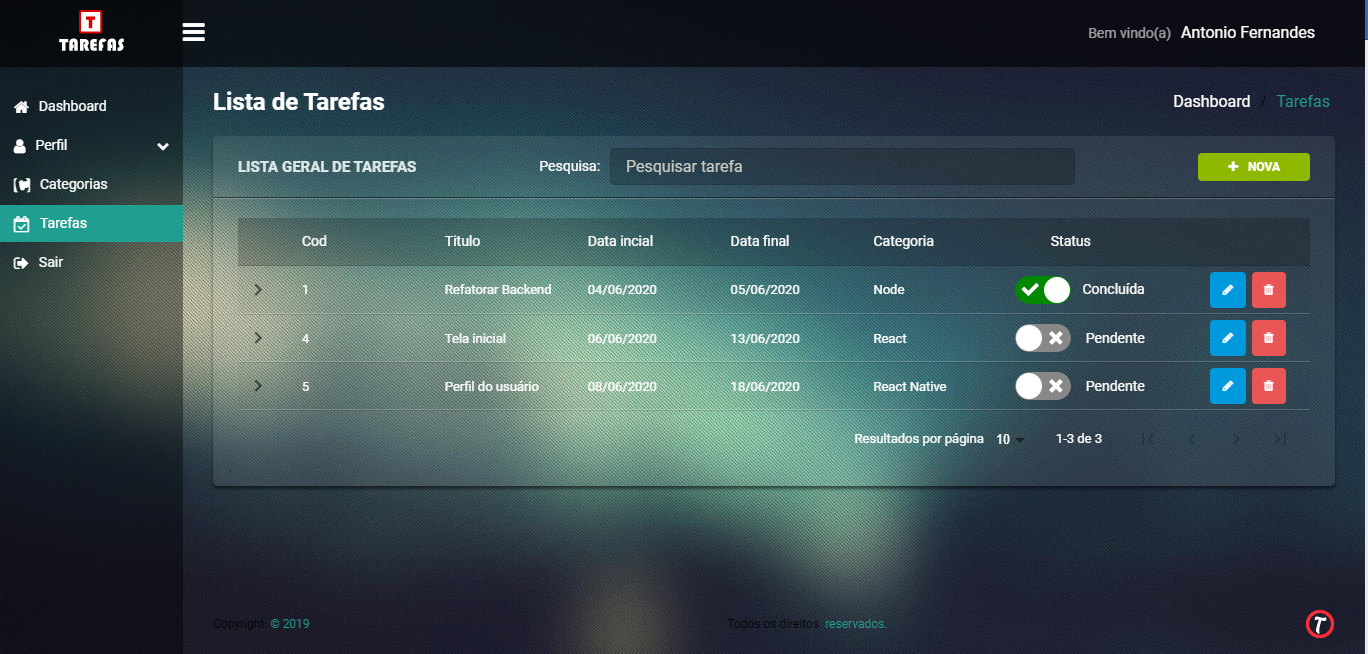 T
TAREFAS
Bem vindo(a) Antonio Fernandes
Dashboard
Perfil
Categorias
Tarefas
Sair
Lista de Tarefas
Dashboard / Tarefas
LISTA GERAL DE TAREFAS
Pesquisa: Pesquisar tarefa
+ NOVA
Cod Titulo Data incial Data final Categoria Status
1 Refatorar Backend 04/06/2020 05/06/2020 Node Concluída
4 Tela inicial 06/06/2020 13/06/2020 React Pendente
5 Perfil do usuário 08/06/2020 18/06/2020 React Native Pendente
Resultados por página 10 1-3 de 3
Copyright © 2019 Todos os direitos reservados.
T